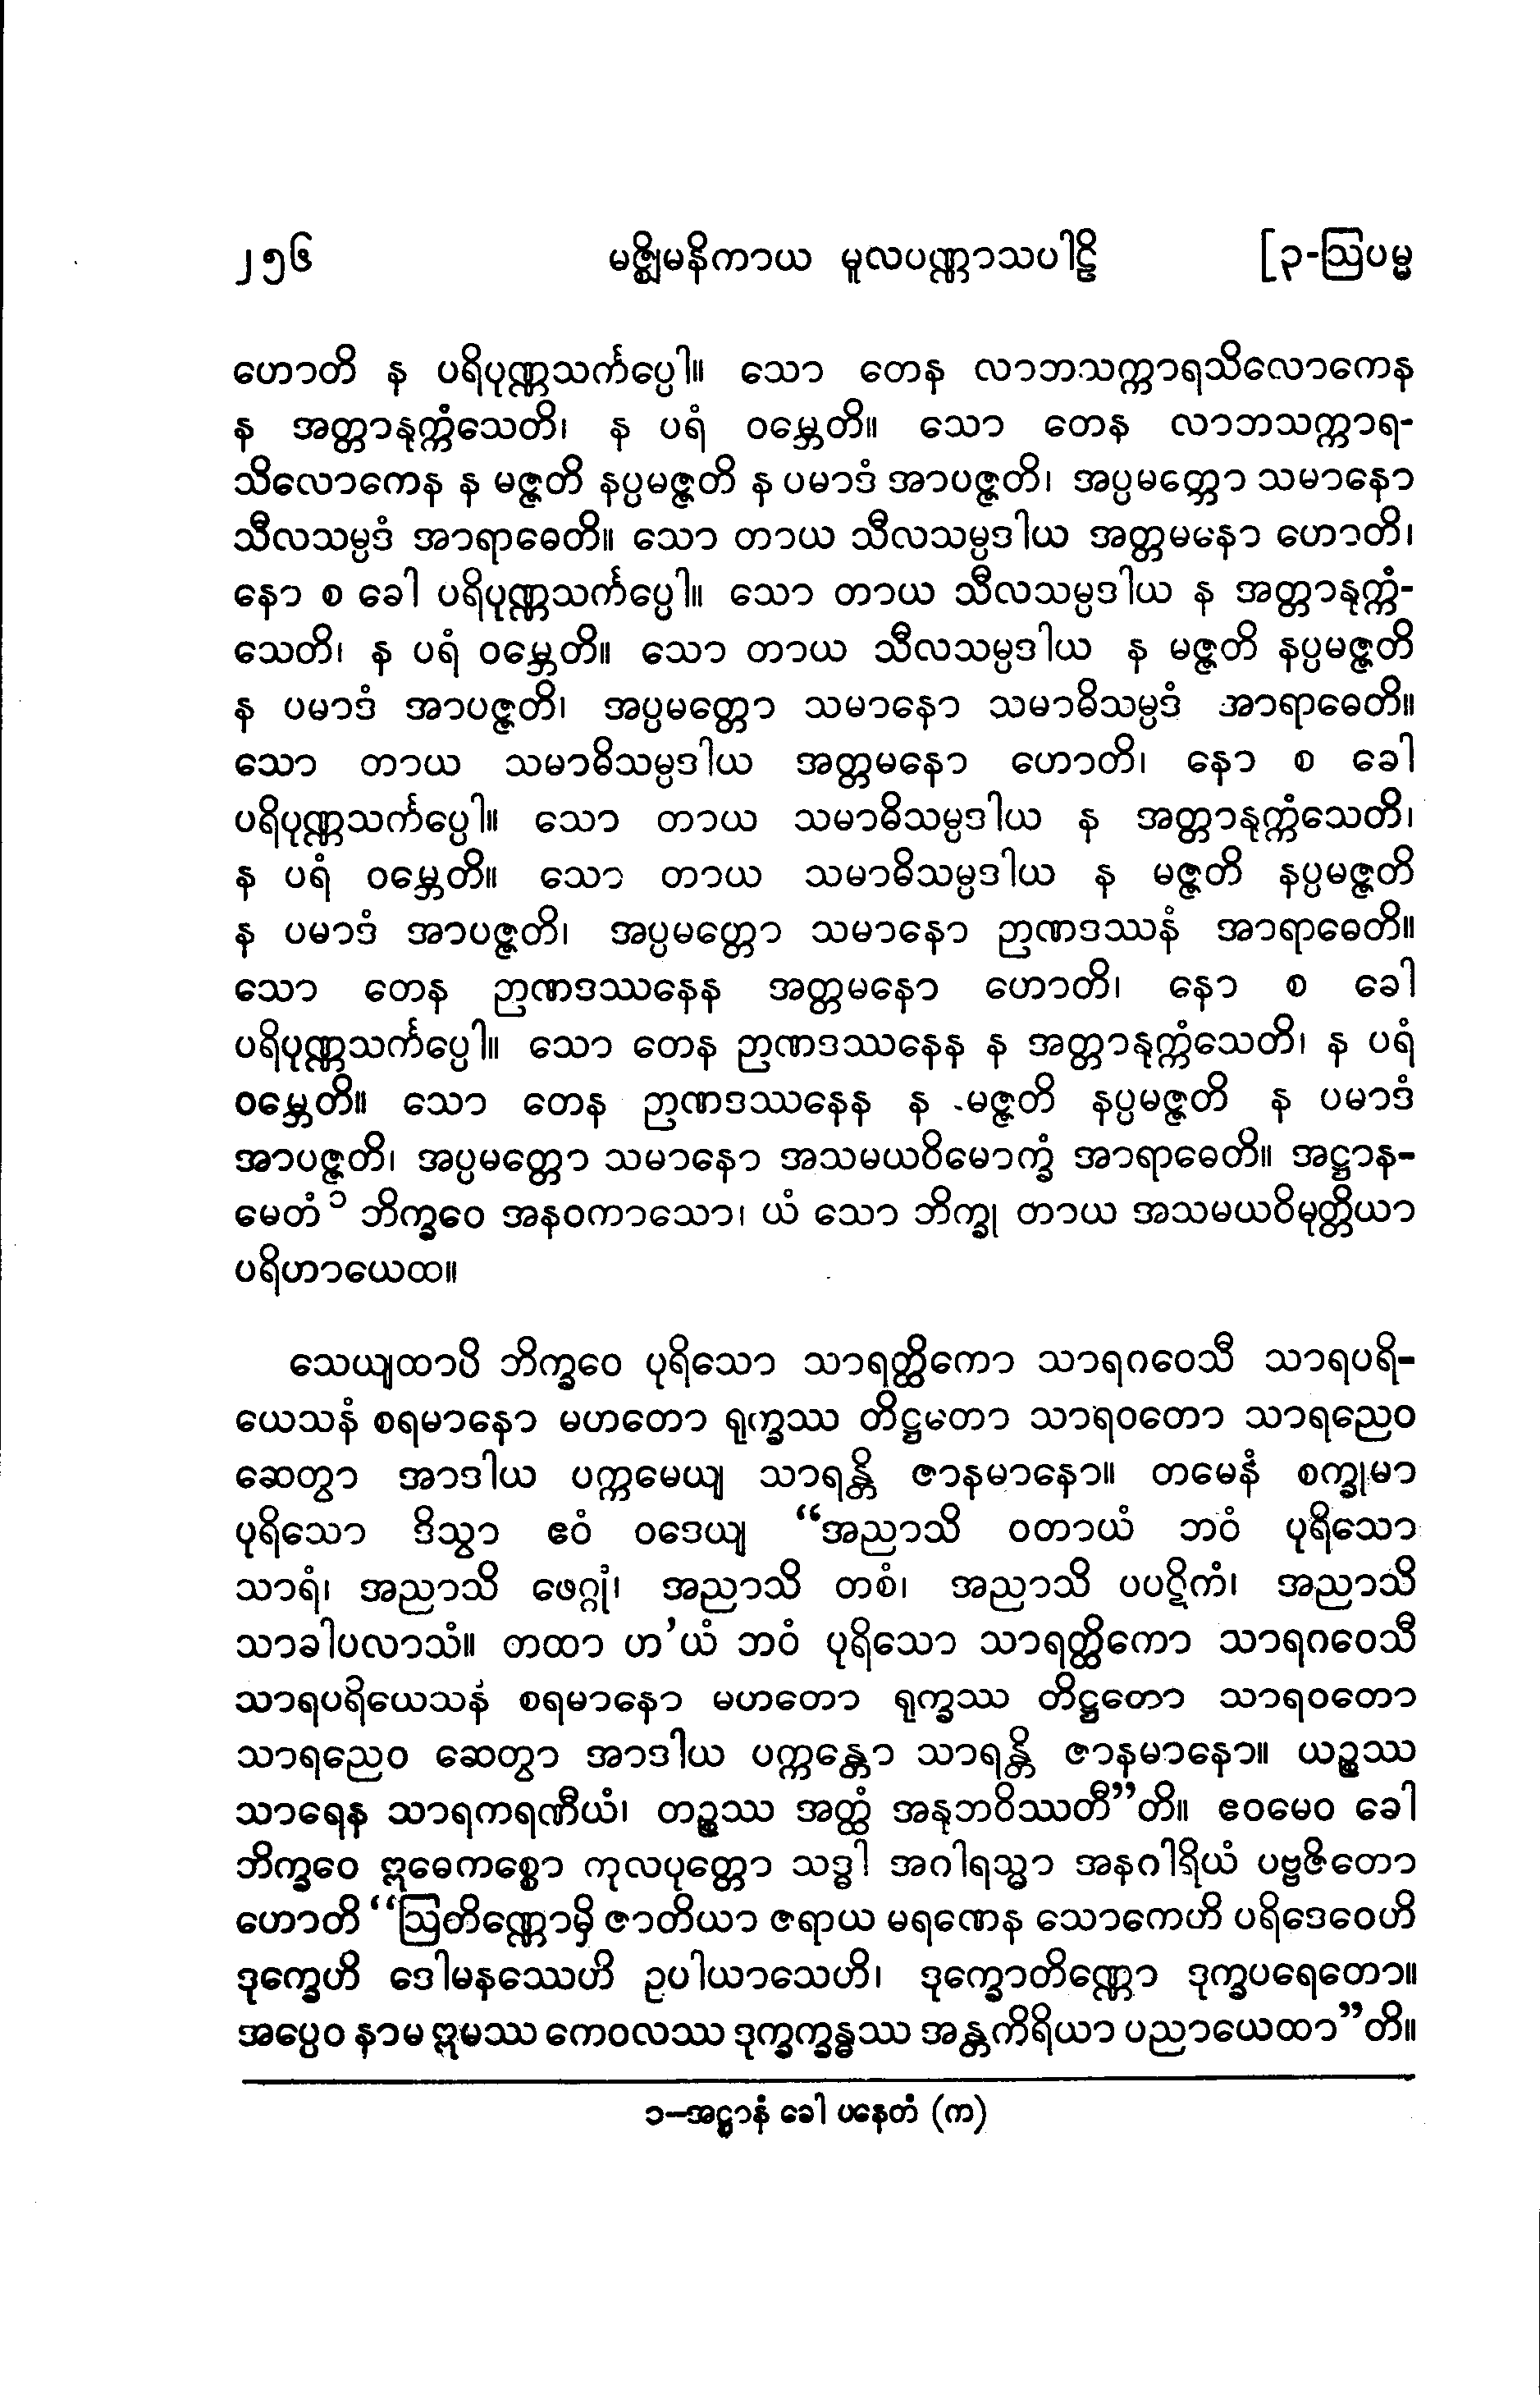 ၂၅၆ မဇ္ဈိမနိကာယ မူလပဏ္ဏာသပါဠိ [၃-ဩပမ္မ
ဟောတိ န ပရိပုဏ္ဏသင်္ကပ္ပေါ။ သော တေန လာဘသက္ကာရသိလောကေန
န အတ္တာနုက္ကံသေတိ၊ န ပရံ ဝမ္ဘေတိ။ သော တေန လာဘသက္ကာရ-
သိလောကေန န မဇ္ဇတိ နပ္ပမဇ္ဇတိ န ပမာဒံ အာပဇ္ဇတိ၊ အပ္ပမတ္တော သမာနော
သီလသမ္ပဒံ အာရာဓေတိ။ သော တာယ သီလသမ္ပဒါယ အတ္တမနော ဟောတိ၊
နော စ ခေါ ပရိပုဏ္ဏသင်္ကပ္ပေါ။ သော တာယ သီလသမ္ပဒါယ န အတ္တာနုက္ကံ-
သေတိ၊ န ပရံ ဝမ္ဘေတိ။ သော တာယ သီလသမ္ပဒါယ န မဇ္ဇတိ နပ္ပမဇ္ဇတိ
န ပမာဒံ အာပဇ္ဇတိ၊ အပ္ပမတ္တော သမာနော သမာဓိသမ္ပဒံ အာရာဓေတိ။
သော တာယ သမာဓိသမ္ပဒါယ အတ္တမနော ဟောတိ၊ နော စ ခေါ
ပရိပုဏ္ဏသင်္ကပ္ပေါ။ သော တာယ သမာဓိသမ္ပဒါယ န အတ္တာနုက္ကံသေတိ၊
န ပရံ ဝမ္ဘေတိ။ သော တာယ သမာဓိသမ္ပဒါယ န မဇ္ဇတိ နပ္ပမဇ္ဇတိ
န ပမာဒံ အာပဇ္ဇတိ၊ အပ္ပမတ္တော သမာနော ဉာဏဒဿနံ အာရာဓေတိ။
သော တေန ဉာဏဒဿနေန အတ္တမနော ဟောတိ၊ နော စ ခေါ
ပရိပုဏ္ဏသင်္ကပ္ပေါ။ သော တေန ဉာဏဒဿနေန န အတ္တာနုက္ကံသေတိ၊ န ပရံ
ဝမ္ဘေတိ။ သော တေန ဉာဏဒဿနေန န မဇ္ဇတိ နပ္ပမဇ္ဇတိ န ပမာဒံ
အာပဇ္ဇတိ၊ အပ္ပမတ္တော သမာနော အသမယဝိမောက္ခံ အာရာဓေတိ။ အဋ္ဌာန-
မေတံ ၁ ဘိက္ခဝေ အနဝကာသော၊ ယံ သော ဘိက္ခု တာယ အသမယဝိမုတ္တိယာ
ပရိဟာယေထ။
သေယျထာပိ ဘိက္ခဝေ ပုရိသော သာရတ္ထိကော သာရဂဝေသီ သာရပရိ-
ယေသနံ စရမာနော မဟတော ရုက္ခဿ တိဋ္ဌတော သာရဝတော သာရညေဝ
ဆေတွာ အာဒါယ ပက္ကမေယျ သာရန္တိ ဇာနမာနော။ တမေနံ စက္ခုမာ
ပုရိသော ဒိသွာ ဧဝံ ဝဒေယျ “အညာသိ ဝတာယံ ဘဝံ ပုရိသော
သာရံ၊ အညာသိ ဖေဂ္ဂုံ၊ အညာသိ တစံ၊ အညာသိ ပပဋိကံ၊ အညာသိ
သာခါပလာသံ။ တထာ ဟ’ယံ ဘဝံ ပုရိသော သာရတ္ထိကော သာရဂဝေသီ
သာရပရိယေသနံ စရမာနော မဟတော ရုက္ခဿ တိဋ္ဌတော သာရဝတော
သာရညေဝ ဆေတွာ အာဒါယ ပက္ကန္တော သာရန္တိ ဇာနမာနော။ ယဉ္စဿ
သာရေန သာရကရဏီယံ၊ တဉ္စဿ အတ္ထံ အနုဘဝိဿတီ”တိ။ ဧဝမေဝ ခေါ
ဘိက္ခဝေ ဣဓေကစ္စော ကုလပုတ္တော သဒ္ဓါ အဂါရသ္မာ အနဂါရိယံ ပဗ္ဗဇိတော
ဟောတိ “ဩတိဏ္ဏောမှိ ဇာတိယာ ဇရာယ မရဏေန သောကေဟိ ပရိဒေဝေဟိ
ဒုက္ခေဟိ ဒေါမနဿေဟိ ဥပါယာသေဟိ၊ ဒုက္ခောတိဏ္ဏော ဒုက္ခပရေတော။
အပ္ပေဝ နာမ ဣမဿ ကေဝလဿ ဒုက္ခက္ခန္ဓဿ အန္တကိရိယာ ပညာယေထာ”တိ။
၁—အဋ္ဌာနံ ခေါ ပနေတံ (က)